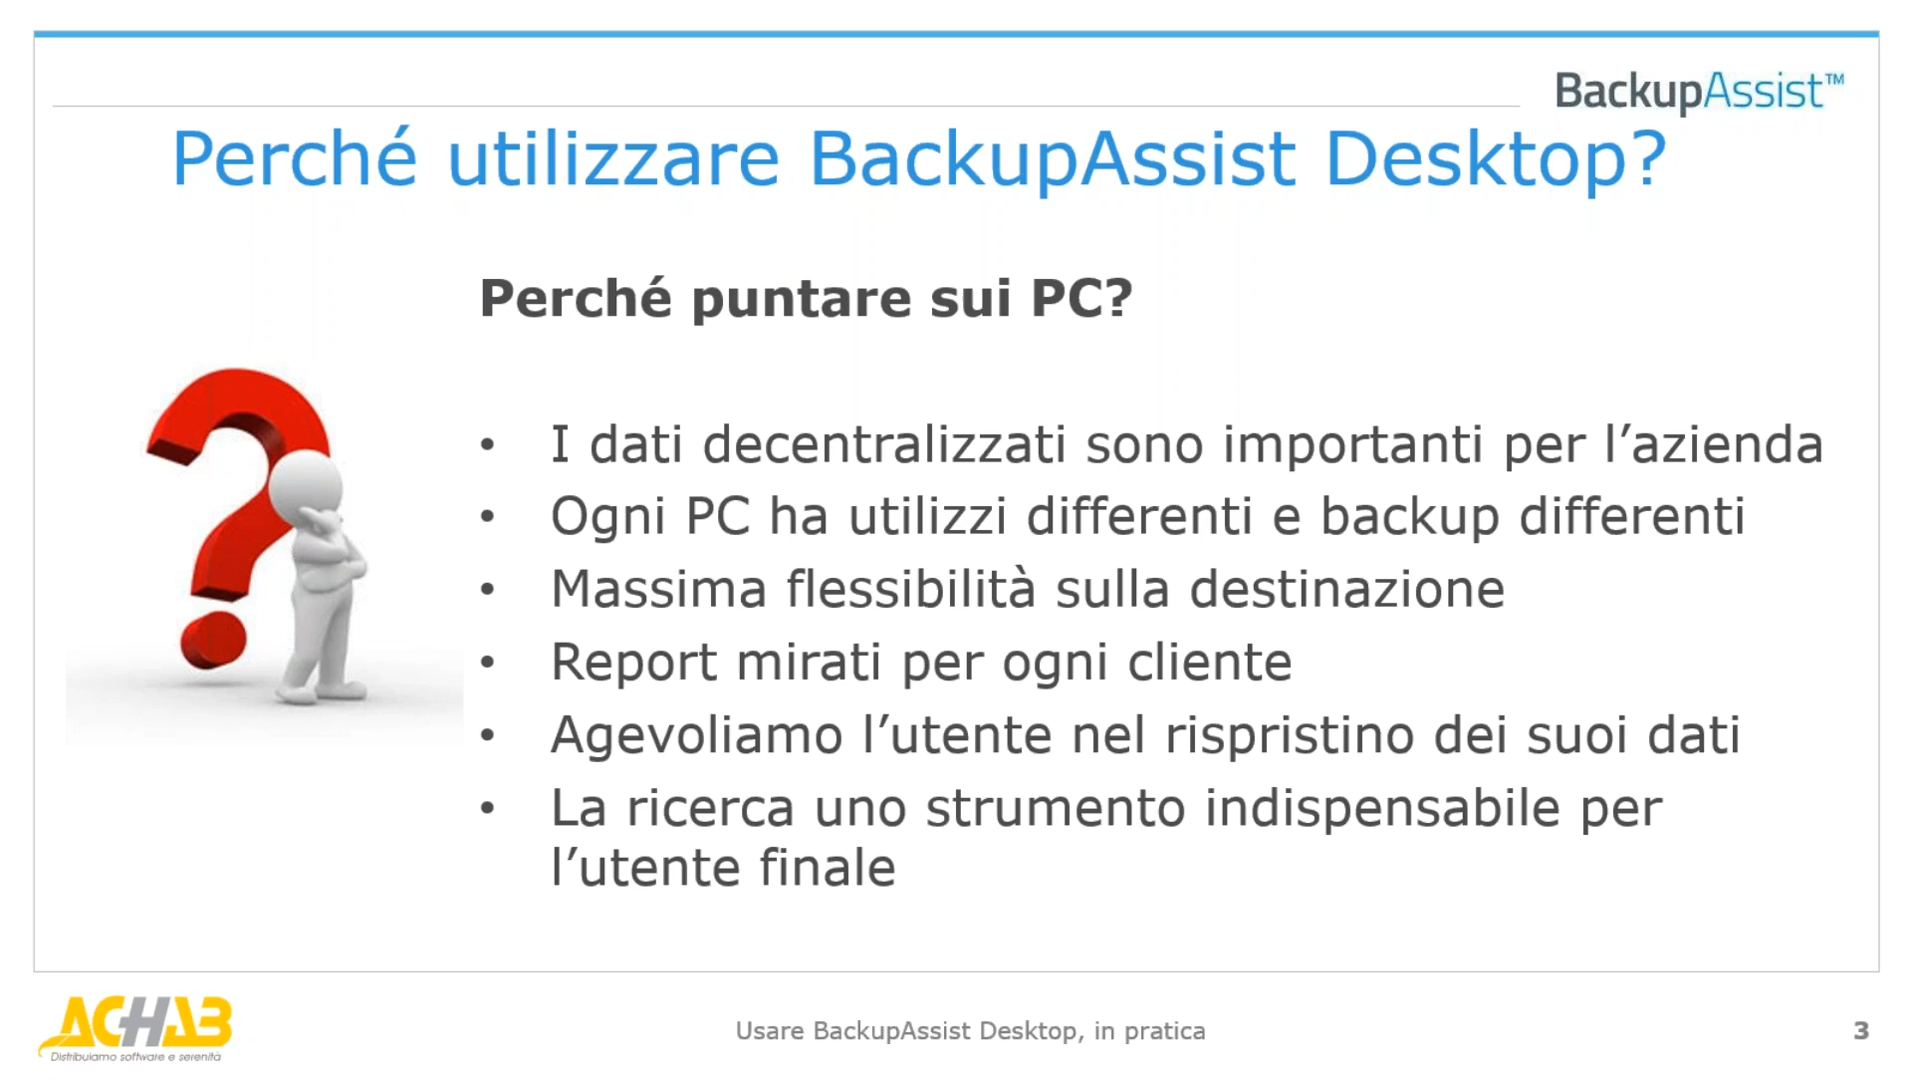 BackupAssist™
Perché utilizzare BackupAssist Desktop?
Perché puntare sui PC?
• I dati decentralizzati sono importanti per l’azienda
• Ogni PC ha utilizzi differenti e backup differenti
• Massima flessibilità sulla destinazione
• Report mirati per ogni cliente
• Agevoliamo l’utente nel rispristino dei suoi dati
• La ricerca uno strumento indispensabile per
l’utente finale
ACHAB
Distribuiamo software e serenità
Usare BackupAssist Desktop, in pratica
3